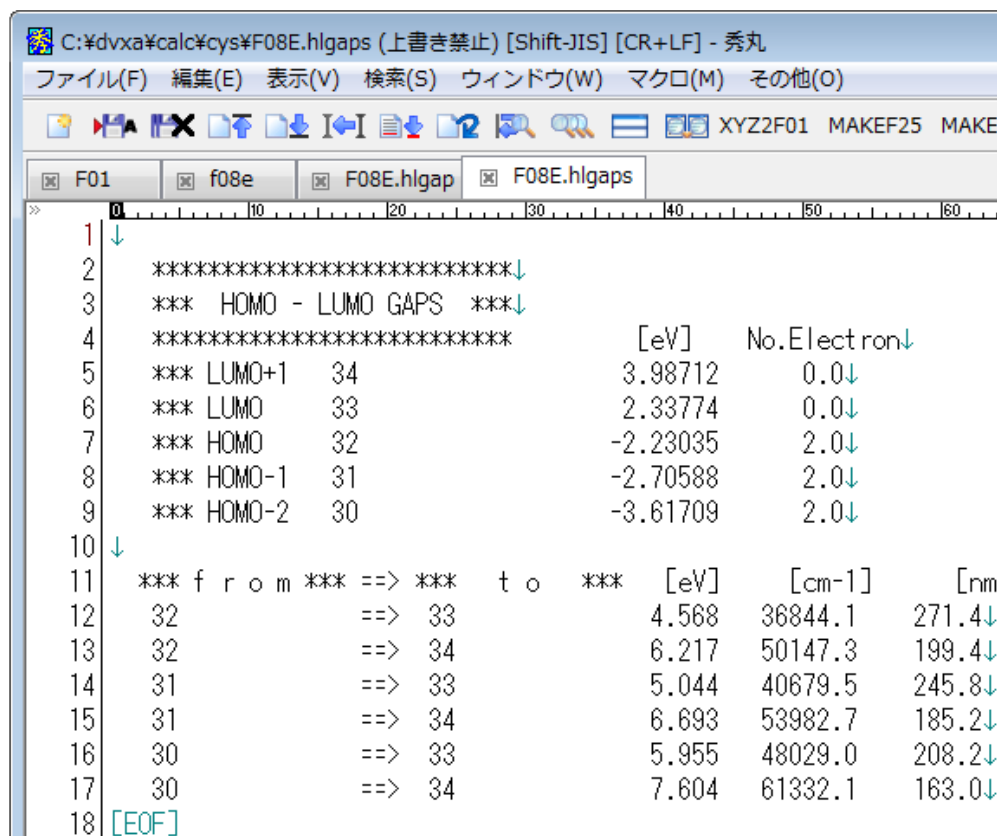 C:¥dvxa¥calc¥cys¥F08E.hlgaps (上書き禁止) [Shift-JIS] [CR+LF] - 秀丸
ファイル(F) 編集(E) 表示(V) 検索(S) ウィンドウ(W) マクロ(M) その他(O)
XYZ2F01 MAKEF25 MAKE
F01 f08e F08E.hlgap F08E.hlgaps
0 10 20 30 40 50 60
1 ↓
2 **************************↓
3 *** HOMO - LUMO GAPS ***↓
4 ************************** [eV] No.Electron↓
5 *** LUMO+1 34 3.98712 0.0↓
6 *** LUMO 33 2.33774 0.0↓
7 *** HOMO 32 -2.23035 2.0↓
8 *** HOMO-1 31 -2.70588 2.0↓
9 *** HOMO-2 30 -3.61709 2.0↓
10 ↓
11 *** f r o m *** ==> *** t o *** [eV] [cm-1] [nm
12 32 ==> 33 4.568 36844.1 271.4↓
13 32 ==> 34 6.217 50147.3 199.4↓
14 31 ==> 33 5.044 40679.5 245.8↓
15 31 ==> 34 6.693 53982.7 185.2↓
16 30 ==> 33 5.955 48029.0 208.2↓
17 30 ==> 34 7.604 61332.1 163.0↓
18 [EOF]